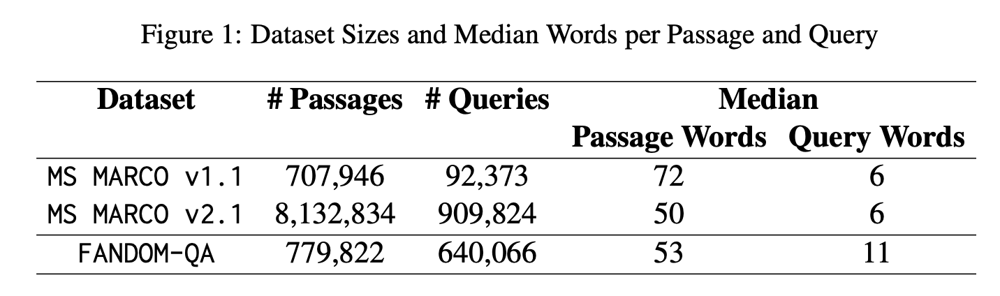 Figure 1: Dataset Sizes and Median Words per Passage and Query
Dataset # Passages # Queries Median
Passage Words Query Words
MS MARCO v1.1 707,946 92,373 72 6
MS MARCO v2.1 8,132,834 909,824 50 6
FANDOM-QA 779,822 640,066 53 11